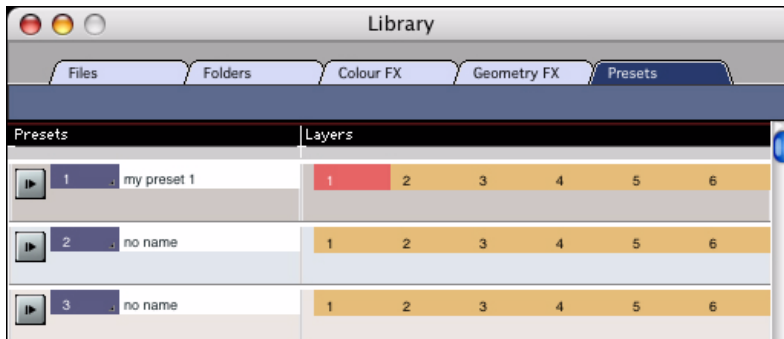 Library
Files Folders Colour FX Geometry FX Presets
Presets Layers
1 my preset 1 1 2 3 4 5 6
2 no name 1 2 3 4 5 6
3 no name 1 2 3 4 5 6